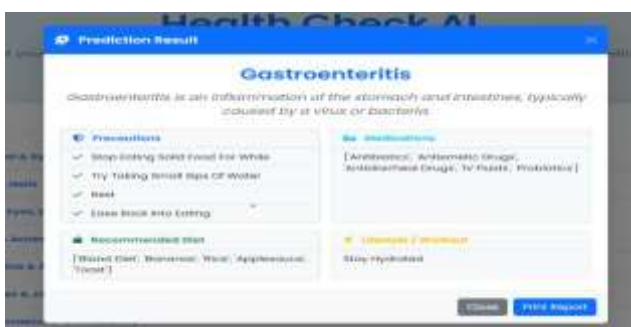 Health Check AI
Prediction Result
Gastroenteritis
Gastroenteritis is an inflammation of the stomach and intestines, typically
caused by a virus or bacteria.
Precautions
Stop Eating Solid Food For While
Try Taking Small Sips Of Water
Rest
Ease Back Into Eating
Medications
['Antibiotics', 'Antiemetic Drugs',
'Antidiarrheal Drugs', 'IV Fluids', 'Probiotics']
Recommended Diet
['Bland Diet', 'Bananas', 'Rice', 'Applesauce',
'Toast']
Lifestyle / Workout
Stay Hydrated
Close
Print Report